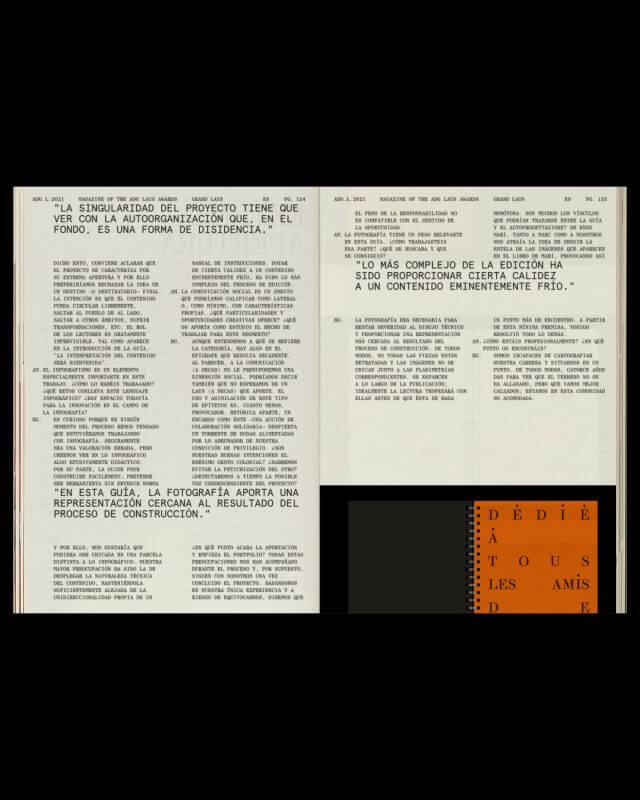 ADG.L.2021 MAGAZINE OF THE ADG LAUS AWARDS GRAND LAUS ES PG. 124
"LA SINGULARIDAD DEL PROYECTO TIENE QUE
VER CON LA AUTOORGANIZACIÓN QUE, EN EL
FONDO, ES UNA FORMA DE DISIDENCIA."
DICHO ESTO, CONVIENE ACLARAR QUE
EL PROYECTO SE CARACTERIZA POR
SU EXTREMA APERTURA Y POR ELLO
PREFERIRÍAMOS RECHAZAR LA IDEA DE
UN DESTINO -O DESTINATARIO- FINAL.
LA INTENCIÓN ES QUE EL CONTENIDO
PUEDA CIRCULAR LIBREMENTE,
SALTAR AL PUEBLO DE AL LADO,
SALTAR A OTROS ÁMBITOS, SUFRIR
TRANSFORMACIONES, ETC. EL ROL
DE LOS LECTORES ES GRATAMENTE
IMPREVISIBLE. TAL COMO APARECE
EN LA INTRODUCCIÓN DE LA GUÍA,
"LA INTERPRETACIÓN DEL CONTENIDO
SERÁ BIENVENIDA".
AM. EL INFOGRAFISMO ES UN ELEMENTO
ESPECIALMENTE IMPORTANTE EN ESTE
TRABAJO. ¿CÓMO LO HABÉIS TRABAJADO?
¿QUÉ RETOS CONLLEVA ESTE LENGUAJE
INFOGRÁFICO? ¿HAY ESPACIO TODAVÍA
PARA LA INNOVACIÓN EN EL CAMPO DE
LA INFOGRAFÍA?
BG. ES CURIOSO PORQUE EN NINGÚN
MOMENTO DEL PROCESO HEMOS PENSADO
QUE ESTUVIÉRAMOS TRABAJANDO
CON INFOGRAFÍA. SEGURAMENTE
SEA UNA VALORACIÓN ERRADA, PERO
CREEMOS VER EN LO INFOGRÁFICO
ALGO EFUSIVAMENTE DIDÁCTICO.
POR SU PARTE, LA GUIDE POUR
CONSTRUIRE FACILEMENT, PRETENDE
SER HERRAMIENTA SIN DEVENIR NORMA
"EN ESTA GUÍA, LA FOTOGRAFÍA APORTA UNA
REPRESENTACIÓN CERCANA AL RESULTADO DEL
PROCESO DE CONSTRUCCIÓN."
Y POR ELLO, NOS GUSTARÍA QUE
PUDIERA SER UBICADA EN UNA PARCELA
DISTINTA A LO INFOGRÁFICO. NUESTRA
MAYOR PREOCUPACIÓN HA SIDO LA DE
DESPLEGAR LA NATURALEZA TÉCNICA
DEL CONTENIDO, MANTENIÉNDOLA
SUFICIENTEMENTE ALEJADA DE LA
UNIDIRECCIONALIDAD PROPIA DE UN
MANUAL DE INSTRUCCIONES. DOTAR
DE CIERTA CALIDEZ A UN CONTENIDO
EMINENTEMENTE FRÍO, HA SIDO LO MÁS
COMPLEJO DEL PROCESO DE EDICIÓN.
AM. LA COMUNICACIÓN SOCIAL ES UN ÁMBITO
QUE PODRÍAMOS CALIFICAR COMO LATERAL
O, COMO MÍNIMO, CON CARACTERÍSTICAS
PROPIAS. ¿QUÉ PARTICULARIDADES Y
OPORTUNIDADES CREATIVAS OFRECE? ¿QUÉ
OS APORTA COMO ESTUDIO EL HECHO DE
TRABAJAR PARA ESTE SEGMENTO?
BG. AUNQUE ENTENDEMOS A QUÉ SE REFIERE
LA CATEGORÍA, HAY ALGO EN EL
EPÍGRAFE QUE RESULTA DECADENTE.
AL PARECER, A LA COMUNICACIÓN
(A SECAS) NO LE PRESUPONEMOS UNA
DIMENSIÓN SOCIAL. PODRÍAMOS DECIR
TAMBIÉN QUE NO ESPERAMOS DE UN
LAUS (A SECAS) QUE APORTE. EL
USO Y ASIMILACIÓN DE ESTE TIPO
DE EPÍTETOS ES, CUANTO MENOS,
PROVOCADOR. RETÓRICA APARTE, UN
ENCARGO COMO ÉSTE -UNA ACCIÓN DE
COLABORACIÓN SOLIDARIA- DESPIERTA
UN TORRENTE DE DUDAS ALIMENTADAS
POR LO ABRUMADOR DE NUESTRA
CONDICIÓN DE PRIVILEGIO. ¿SON
NUESTRAS BUENAS INTENCIONES EL
ENÉSIMO GESTO COLONIAL? ¿SABREMOS
EVITAR LA FETICHIZACIÓN DEL OTRO?
¿DETECTAREMOS A TIEMPO LA POSIBLE
VOZ CONDESCENDIENTE DEL PROYECTO?
¿EN QUÉ PUNTO ACABA LA APORTACIÓN
Y EMPIEZA EL PORTFOLIO? TODAS ESTAS
PREOCUPACIONES NOS HAN ACOMPAÑADO
DURANTE EL PROCESO Y, POR SUPUESTO,
SIGUEN CON NOSOTROS UNA VEZ
CONCLUIDO EL PROYECTO. BASÁNDONOS
EN NUESTRA ÚNICA EXPERIENCIA Y A
RIESGO DE EQUIVOCARNOS, DIREMOS QUE
ADG.L.2021 MAGAZINE OF THE ADG LAUS AWARDS GRAND LAUS ES PG. 125
EL PESO DE LA RESPONSABILIDAD NO
ES COMPATIBLE CON EL SENTIDO DE
LA OPORTUNIDAD.
AM. LA FOTOGRAFÍA TIENE UN PESO RELEVANTE
EN ESTA GUÍA. ¿CÓMO TRABAJASTEIS
ESA PARTE? ¿QUÉ SE BUSCABA Y QUÉ
SE CONSIGUIÓ?
MONÓTONA. SON MUCHOS LOS VÍNCULOS
QUE PODRÍAN TRAZARSE ENTRE LA GUÍA
Y EL AUTOPROGETTAZIONE? DE ENZO
MARI. TANTO A MARC COMO A NOSOTROS
NOS ATRAÍA LA IDEA DE SEGUIR LA
ESTELA DE LAS IMÁGENES QUE APARECEN
EN EL LIBRO DE MARI, PROVOCANDO ASÍ
"LO MÁS COMPLEJO DE LA EDICIÓN HA
SIDO PROPORCIONAR CIERTA CALIDEZ
A UN CONTENIDO EMINENTEMENTE FRÍO."
BG. LA FOTOGRAFÍA ERA NECESARIA PARA
RESTAR SEVERIDAD AL DIBUJO TÉCNICO
Y PROPORCIONAR UNA REPRESENTACIÓN
MÁS CERCANA AL RESULTADO DEL
PROCESO DE CONSTRUCCIÓN. DE TODOS
MODOS, NO TODAS LAS PIEZAS ESTÁN
RETRATADAS Y LAS IMÁGENES NO SE
UBICAN JUNTO A LAS PLANIMETRÍAS
CORRESPONDIENTES. SE ESPARCEN
A LO LARGO DE LA PUBLICACIÓN;
IDEALMENTE LA LECTURA TROPEZARÁ CON
ELLAS ANTES DE QUE ÉSTA SE HAGA
UN PUNTO MÁS DE ENCUENTRO. A PARTIR
DE ESTA MÍNIMA PREMISA, YOSIGO
RESOLVIÓ TODO LO DEMÁS.
AM. ¿CÓMO ESTÁIS PROFESIONALMENTE? ¿EN QUÉ
PUNTO OS ENCONTRÁIS?
BG. SOMOS INCAPACES DE CARTOGRAFIAR
NUESTRA CARRERA Y SITUARNOS EN UN
PUNTO. DE TODOS MODOS, CATORCE AÑOS
DAN PARA VER QUE EL TERRENO NO SE
HA ALLANADO, PERO QUE VAMOS MEJOR
CALZADOS; ESTAMOS EN ESTA COMUNIDAD
NO ACOMODADA.
DÉDIÉ
À
TOUS
LES AMIS
DE